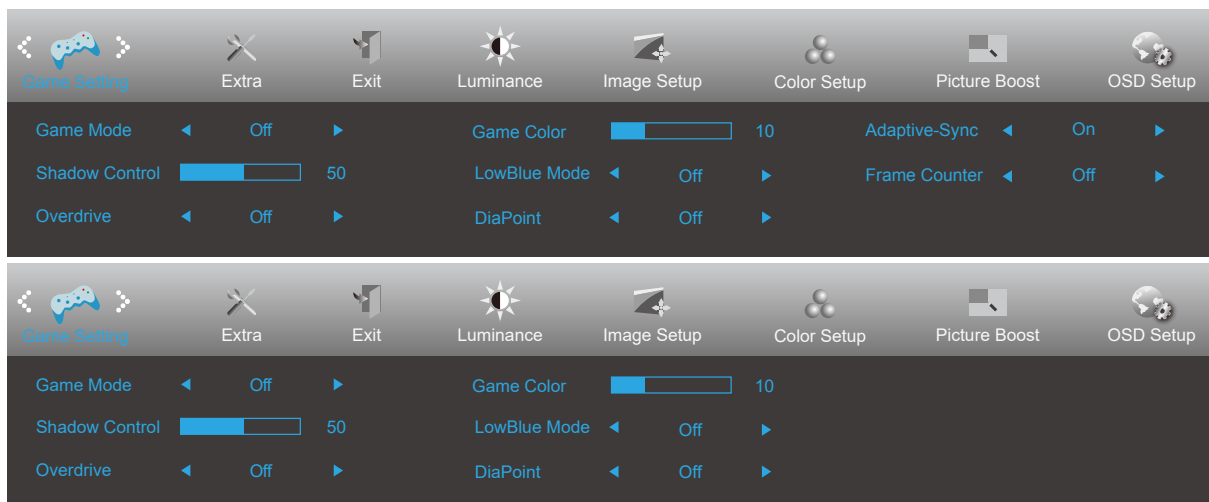 Game Setting Extra Exit Luminance Image Setup Color Setup Picture Boost OSD Setup
Game Mode Off Game Color 10 Adaptive-Sync On
Shadow Control 50 LowBlue Mode Off Frame Counter Off
Overdrive Off DiaPoint Off
Game Setting Extra Exit Luminance Image Setup Color Setup Picture Boost OSD Setup
Game Mode Off Game Color 10
Shadow Control 50 LowBlue Mode Off
Overdrive Off DiaPoint Off